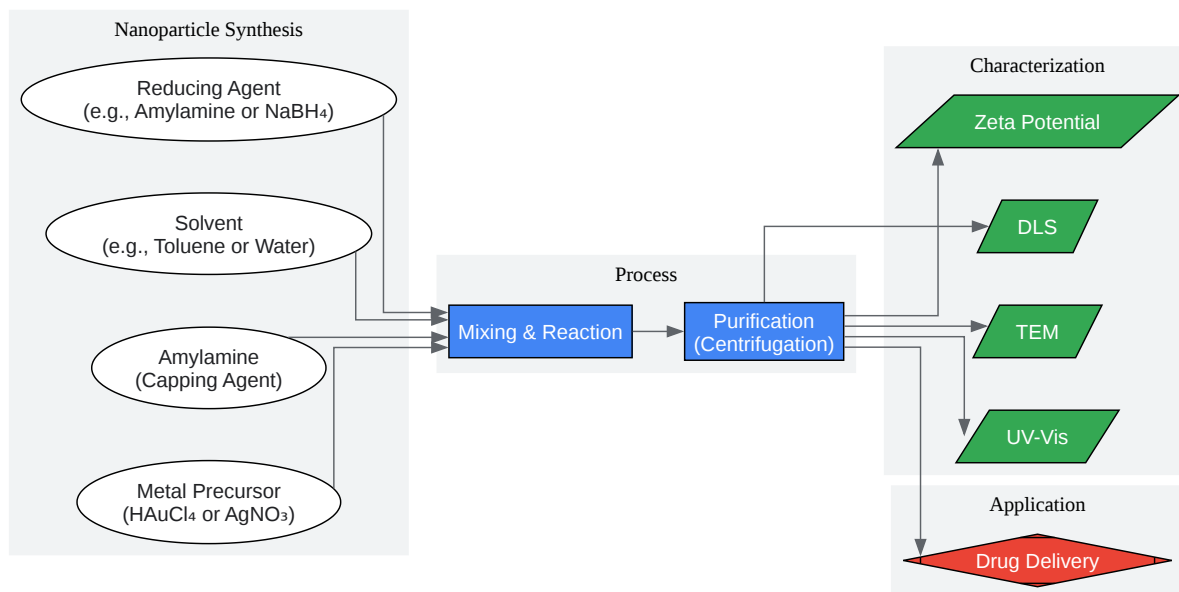 Nanoparticle Synthesis
Reducing Agent
(e.g., Amylamine or NaBH₄)
Solvent
(e.g., Toluene or Water)
Amylamine
(Capping Agent)
Metal Precursor
(HAuCl₄ or AgNO₃)
Process
Mixing & Reaction
Purification
(Centrifugation)
Characterization
Zeta Potential
DLS
TEM
UV-Vis
Application
Drug Delivery